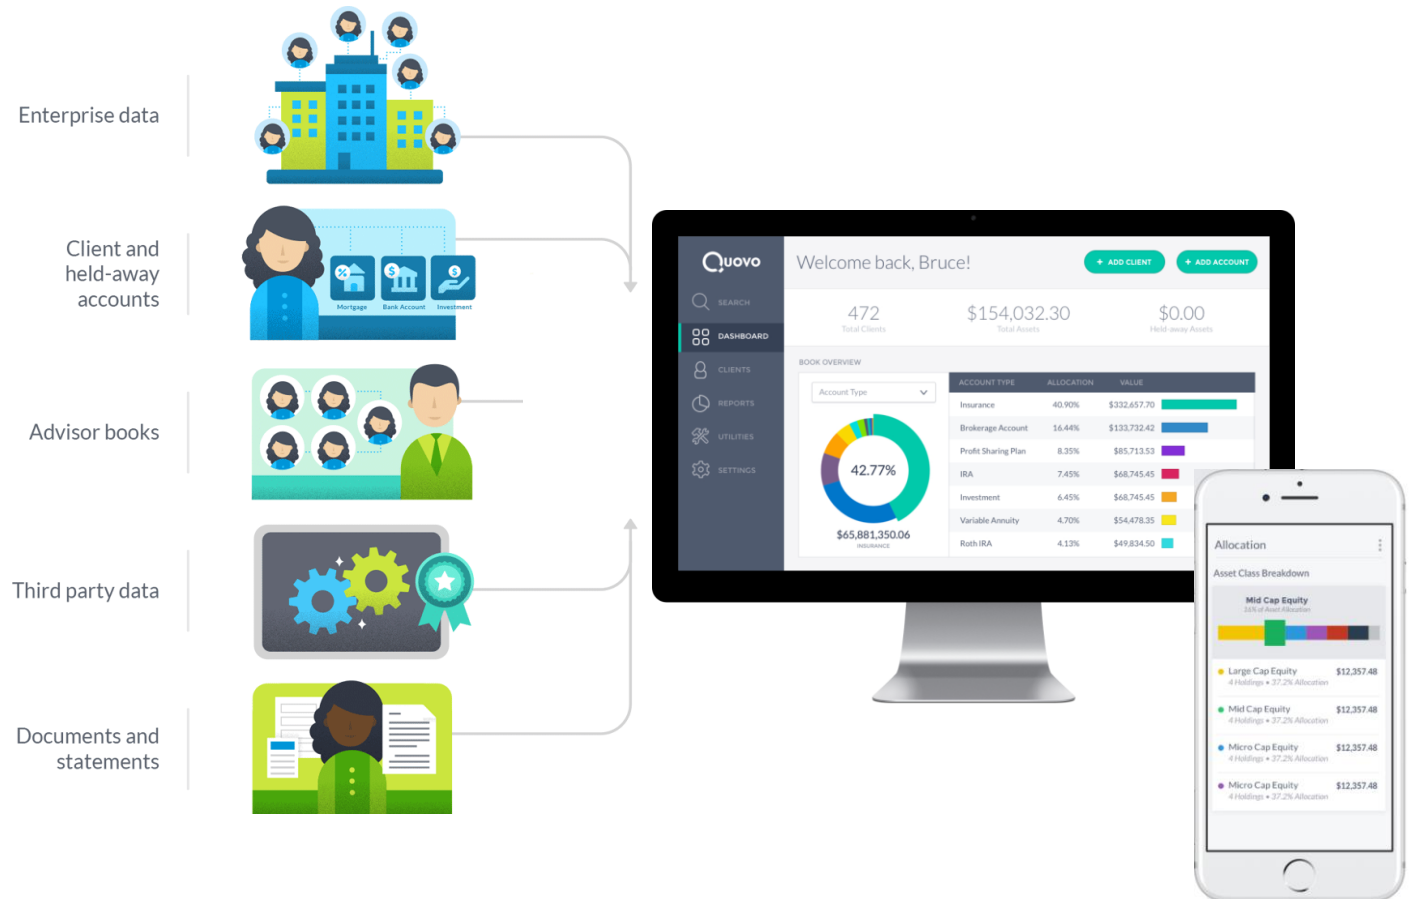 Enterprise data
Client and
held-away
accounts
Mortgage
Bank Account
Investment
Advisor books
Third party data
Documents and
statements
Quovo
SEARCH
DASHBOARD
CLIENTS
REPORTS
UTILITIES
SETTINGS
Welcome back, Bruce!
+ ADD CLIENT
+ ADD ACCOUNT
472
Total Clients
$154,032.30
Total Assets
$0.00
Held-away Assets
BOOK OVERVIEW
Account Type
42.77%
$65,881,350.06
INSURANCE
ACCOUNT TYPE ALLOCATION VALUE
Insurance 40.90% $332,657.70
Brokerage Account 16.44% $133,732.42
Profit Sharing Plan 8.35% $85,713.53
IRA 7.45% $68,745.45
Investment 6.45% $68,745.45
Variable Annuity 4.70% $54,478.35
Roth IRA 4.13% $49,834.50
Allocation
Asset Class Breakdown
Mid Cap Equity
16% of Asset Allocation
Large Cap Equity $12,357.48
4 Holdings • 37.2% Allocation
Mid Cap Equity $12,357.48
4 Holdings • 37.2% Allocation
Micro Cap Equity $12,357.48
4 Holdings • 37.2% Allocation
Micro Cap Equity $12,357.48
4 Holdings • 37.2% Allocation